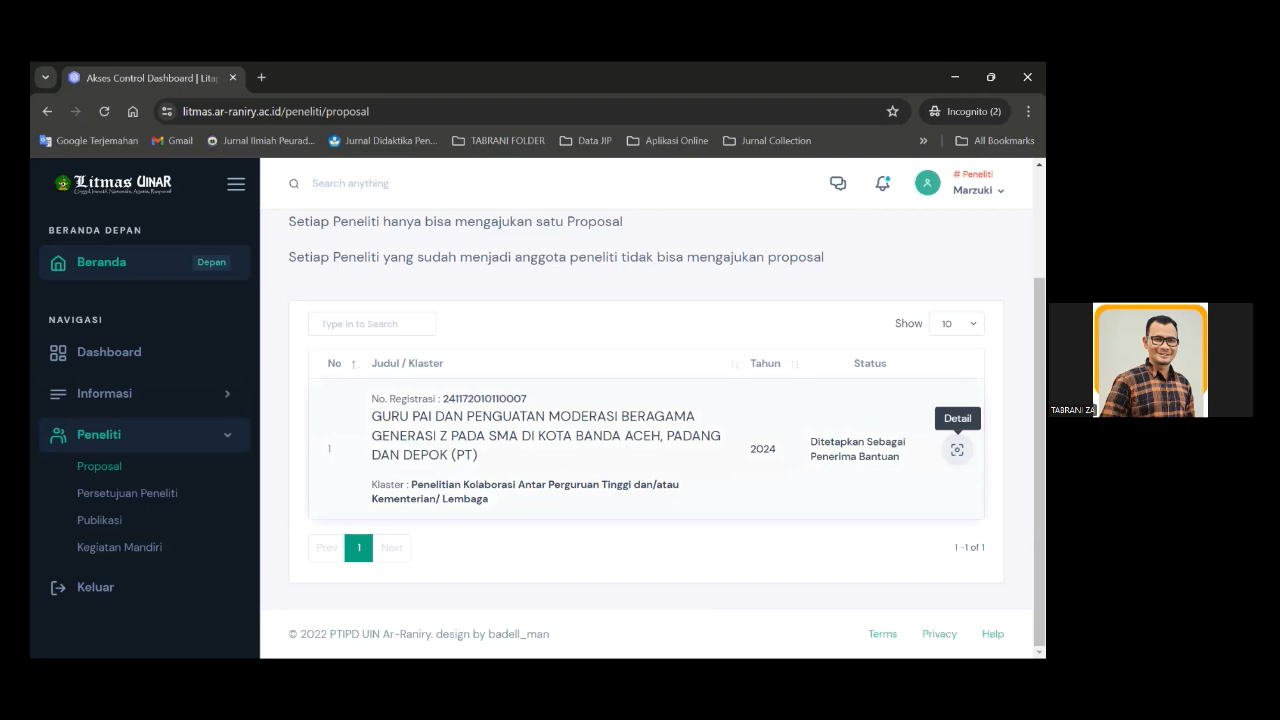 Akses Control Dashboard | Lita
litmas.ar-raniry.ac.id/peneliti/proposal
Incognito (2)
Google Terjemahan
Gmail
Jurnal Ilmiah Peurad...
Jurnal Didaktika Pen...
TABRANI FOLDER
Data JIP
Aplikasi Online
Jurnal Collection
»
All Bookmarks
Litmas UINAR
Search anything
# Peneliti
Marzuki
BERANDA DEPAN
Beranda
Depan
NAVIGASI
Dashboard
Informasi
Peneliti
Proposal
Persetujuan Peneliti
Publikasi
Kegiatan Mandiri
Keluar
Setiap Peneliti hanya bisa mengajukan satu Proposal
Setiap Peneliti yang sudah menjadi anggota peneliti tidak bisa mengajukan proposal
Type in to Search
Show 10
No Judul / Klaster Tahun Status
No. Registrasi : 241172010110007
GURU PAI DAN PENGUATAN MODERASI BERAGAMA
GENERASI Z PADA SMA DI KOTA BANDA ACEH, PADANG
DAN DEPOK (PT)
Klaster : Penelitian Kolaborasi Antar Perguruan Tinggi dan/atau
Kementerian/ Lembaga
1
2024
Ditetapkan Sebagai
Penerima Bantuan
Detail
Prev 1 Next
1 -1 of 1
© 2022 PTIPD UIN Ar-Raniry. design by badell_man
Terms Privacy Help
TABRANI ZA